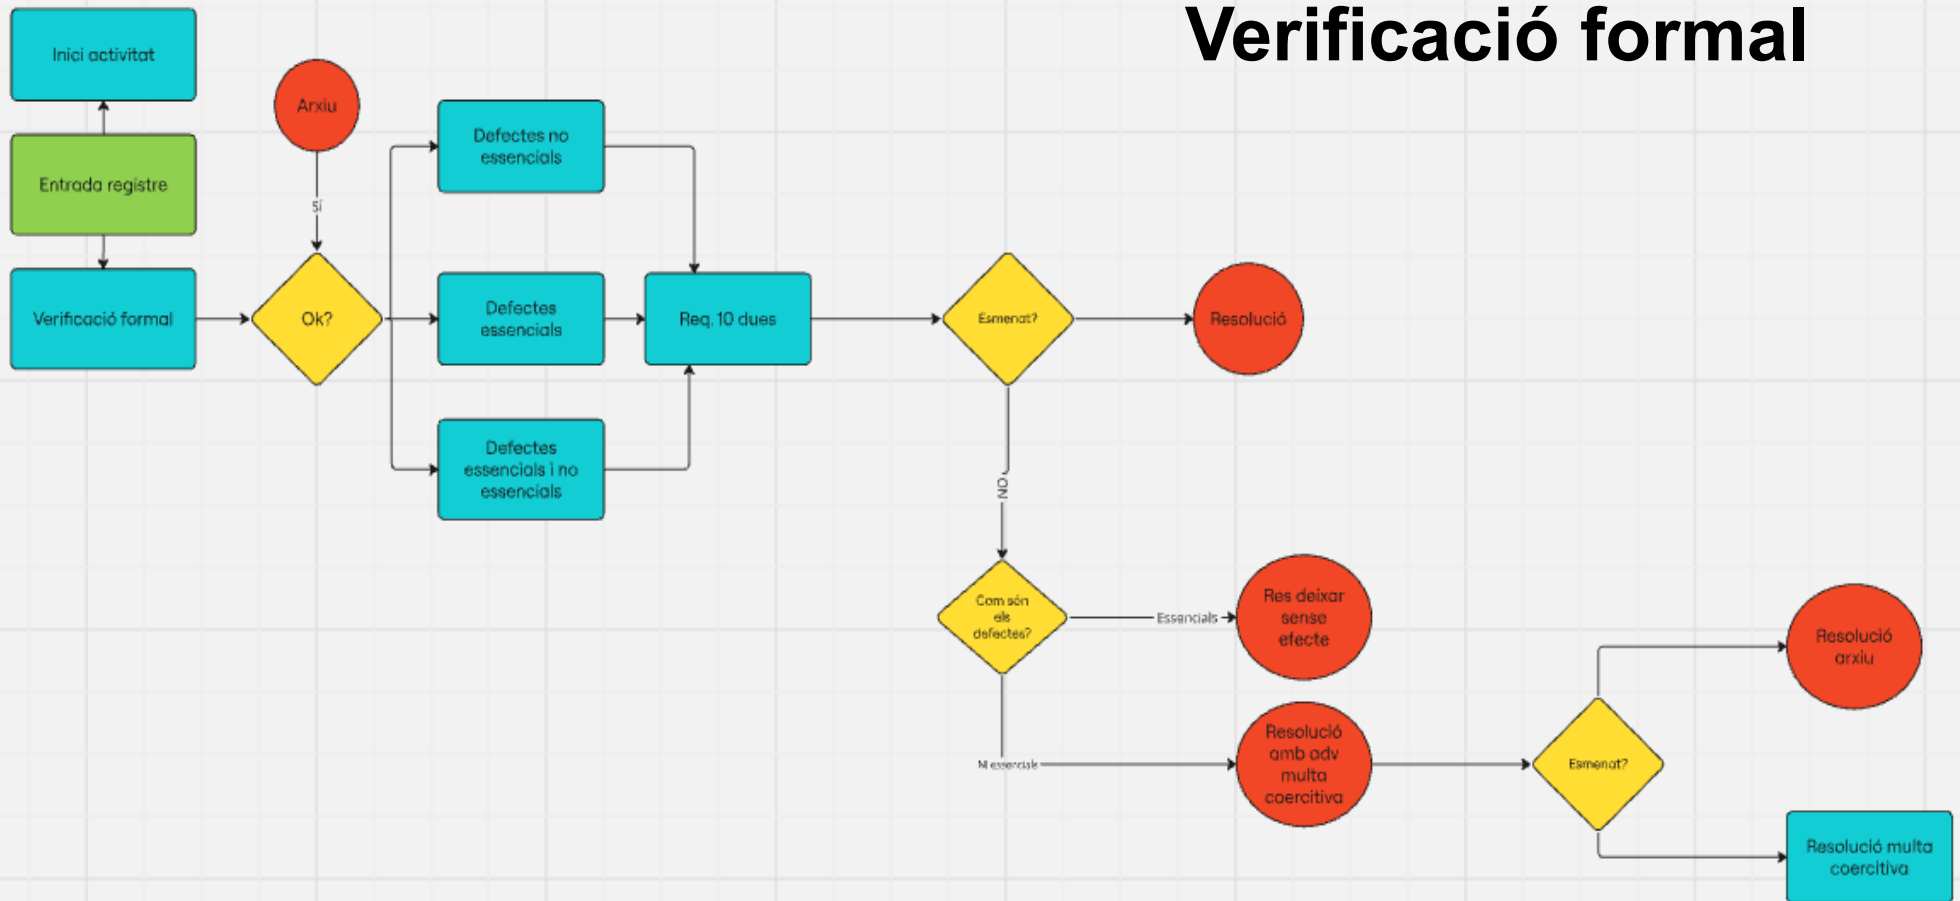 Verificació formal
Inici activitat
Arxiu
Entrada registre
Sí
Defectes no
essencials
Verificació formal
Ok?
Defectes
essencials
Req. 10 dues
Esmenat?
Resolució
Defectes
essencials i no
essencials
NO
Com són
els
defectes?
Essencials
Res deixar
sense
efecte
Resolució
arxiu
N essencials
Resolució
amb adv
multa
coercitiva
Esmenat?
Resolució multa
coercitiva